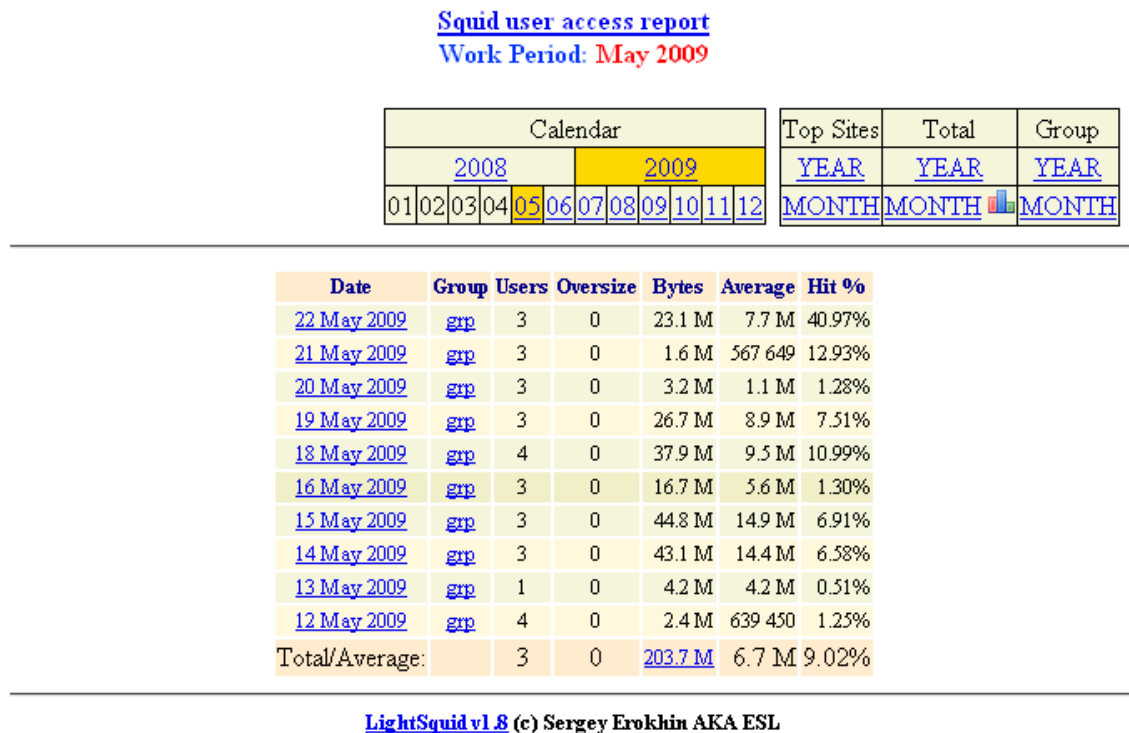 Squid user access report
Work Period: May 2009
Calendar Top Sites Total Group
2008 2009 YEAR YEAR YEAR
01 02 03 04 05 06 07 08 09 10 11 12 MONTH MONTH MONTH
Date Group Users Oversize Bytes Average Hit %
22 May 2009 grp 3 0 23.1 M 7.7 M 40.97%
21 May 2009 grp 3 0 1.6 M 567 649 12.93%
20 May 2009 grp 3 0 3.2 M 1.1 M 1.28%
19 May 2009 grp 3 0 26.7 M 8.9 M 7.51%
18 May 2009 grp 4 0 37.9 M 9.5 M 10.99%
16 May 2009 grp 3 0 16.7 M 5.6 M 1.30%
15 May 2009 grp 3 0 44.8 M 14.9 M 6.91%
14 May 2009 grp 3 0 43.1 M 14.4 M 6.58%
13 May 2009 grp 1 0 4.2 M 4.2 M 0.51%
12 May 2009 grp 4 0 2.4 M 639 450 1.25%
Total/Average: 3 0 203.7 M 6.7 M 9.02%
LightSquid v1.8 (c) Sergey Erokhin AKA ESL